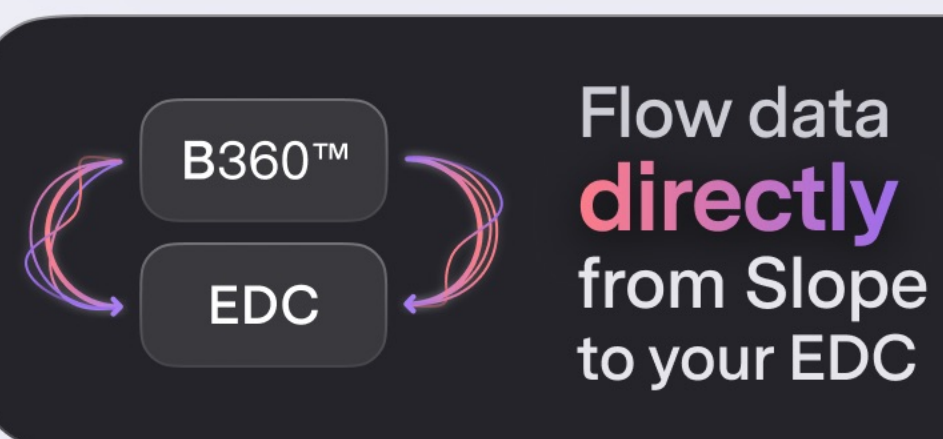 B360™
EDC
Flow data
directly
from Slope
to your EDC